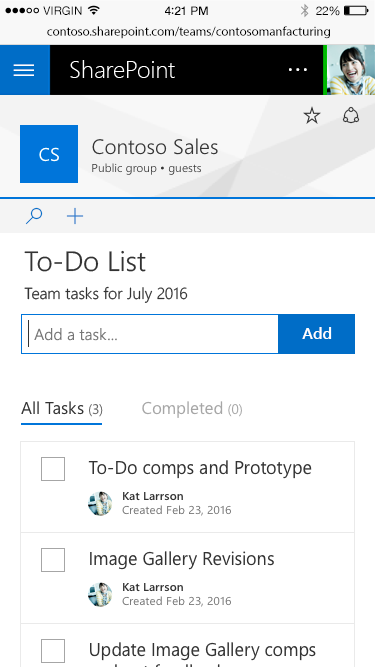 VIRGIN 4:21 PM 22%
contoso.sharepoint.com/teams/contosomanfacturing
SharePoint
CS
Contoso Sales
Public group • guests
To-Do List
Team tasks for July 2016
Add a task...
Add
All Tasks (3) Completed (0)
To-Do comps and Prototype
Kat Larrson
Created Feb 23, 2016
Image Gallery Revisions
Kat Larrson
Created Feb 23, 2016
Update Image Gallery comps